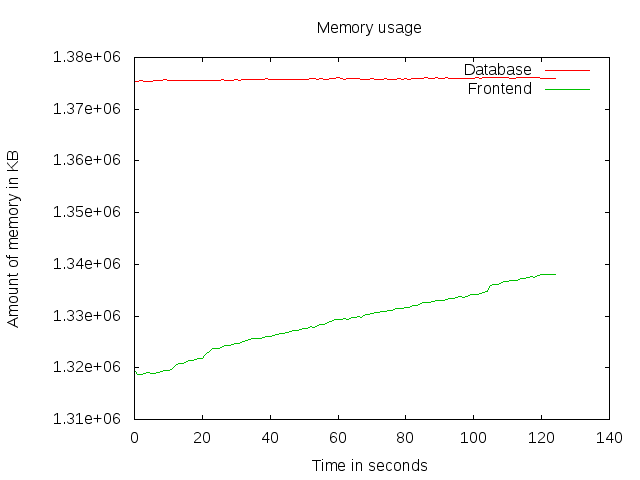 Memory usage
1.38e+06
Database
Frontend
1.37e+06
1.36e+06
1.35e+06
1.34e+06
1.33e+06
1.32e+06
1.31e+06
Amount of memory in KB
0 20 40 60 80 100 120 140
Time in seconds